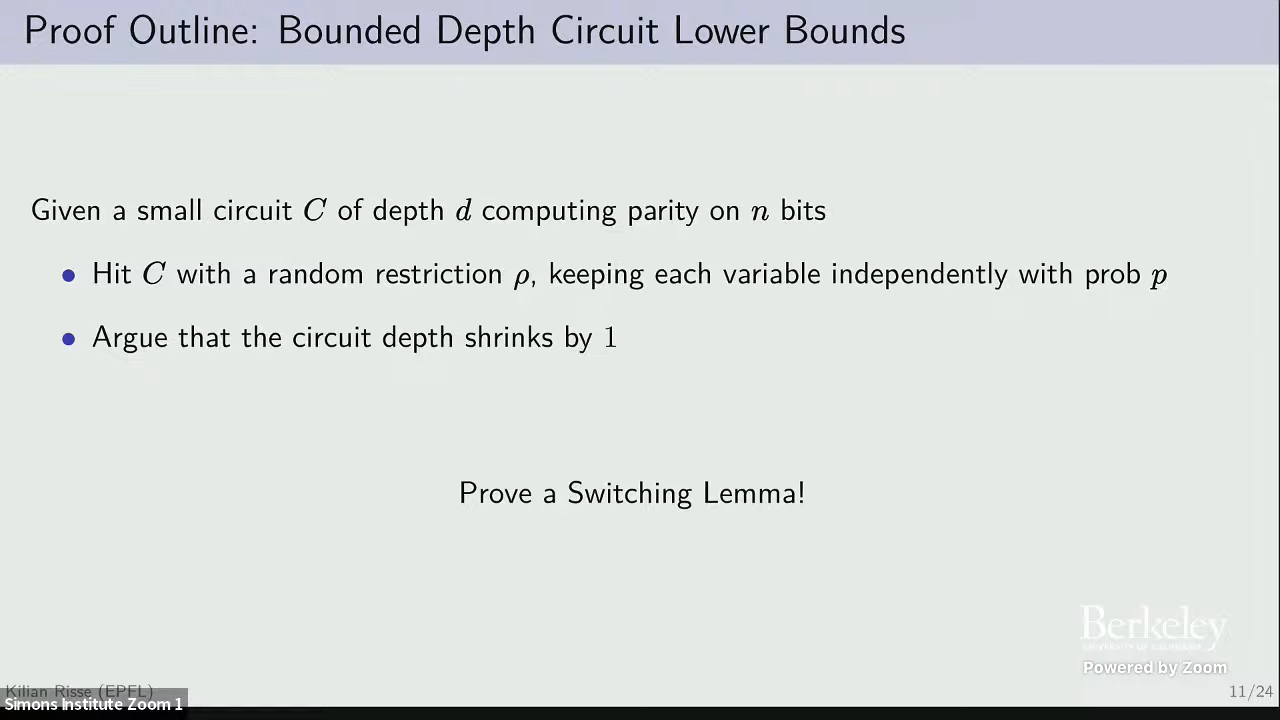 Proof Outline: Bounded Depth Circuit Lower Bounds
Given a small circuit C of depth d computing parity on n bits
• Hit C with a random restriction ρ, keeping each variable independently with prob p
• Argue that the circuit depth shrinks by 1
Prove a Switching Lemma!
Berkeley
UNIVERSITY OF CALIFORNIA
Powered by Zoom
Kilian Risse (EPFL)
11/24
Simons Institute Zoom 1